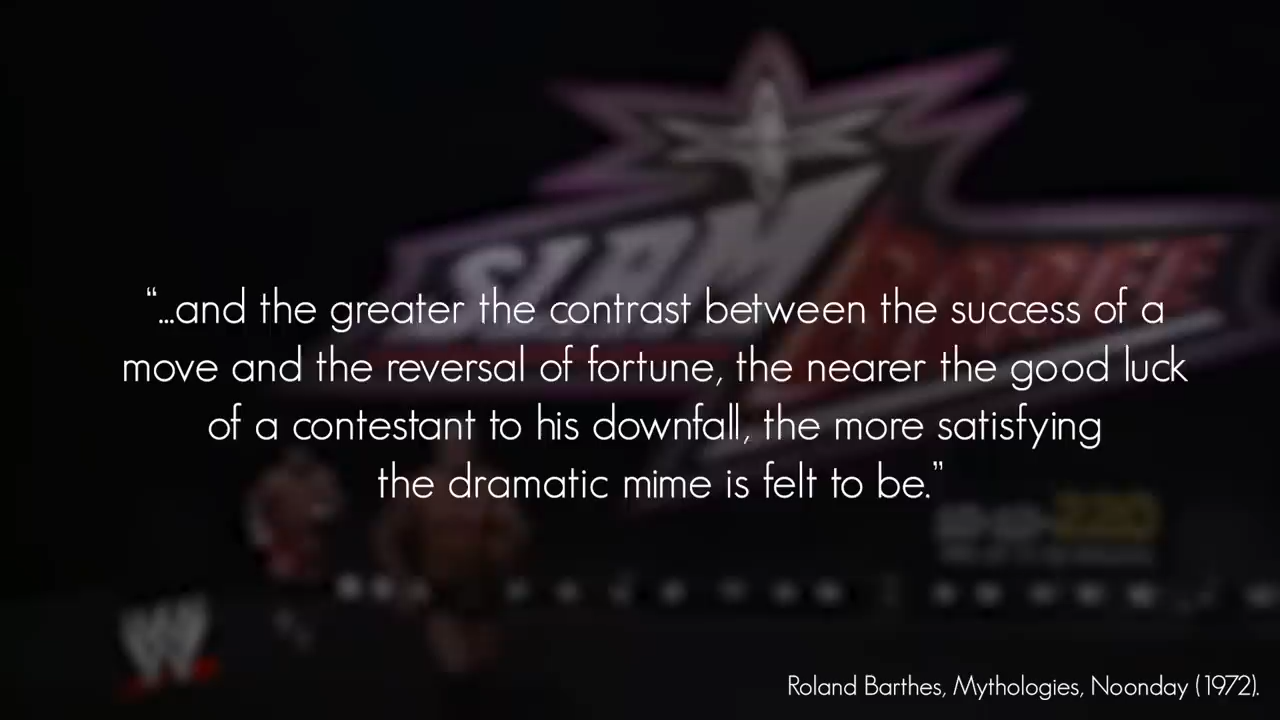 SLAM
“...and the greater the contrast between the success of a
move and the reversal of fortune, the nearer the good luck
of a contestant to his downfall, the more satisfying
the dramatic mime is felt to be.”
W
Roland Barthes, Mythologies, Noonday (1972).